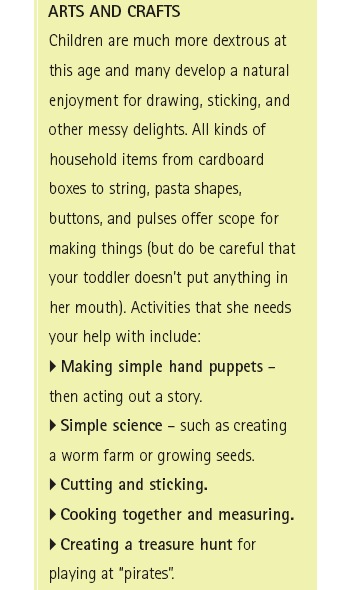 ARTS AND CRAFTS
Children are much more dextrous at
this age and many develop a natural
enjoyment for drawing, sticking, and
other messy delights. All kinds of
household items from cardboard
boxes to string, pasta shapes,
buttons, and pulses offer scope for
making things (but do be careful that
your toddler doesn't put anything in
her mouth). Activities that she needs
your help with include:
▶ Making simple hand puppets –
then acting out a story.
▶ Simple science – such as creating
a worm farm or growing seeds.
▶ Cutting and sticking.
▶ Cooking together and measuring.
▶ Creating a treasure hunt for
playing at "pirates".